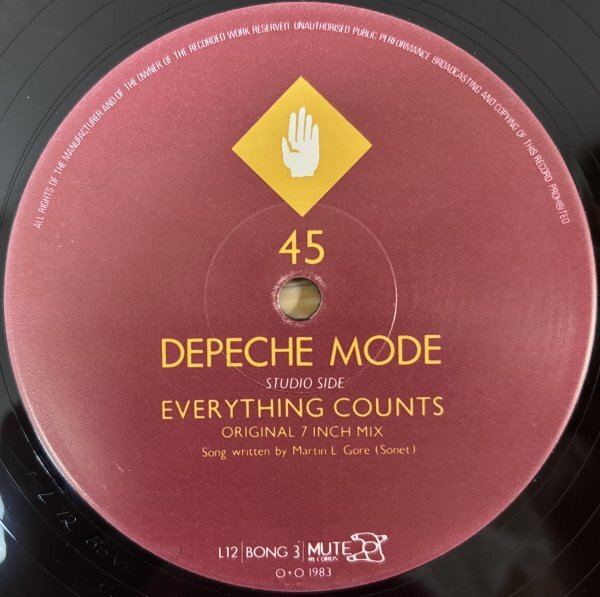 ALL RIGHTS OF THE MANUFACTURER AND OF THE OWNER OF THE RECORDED WORK RESERVED UNAUTHORISED PUBLIC PERFORMANCE BROADCASTING AND COPYING OF THIS RECORD PROHIBITED
45
DEPECHE MODE
STUDIO SIDE
EVERYTHING COUNTS
ORIGINAL 7 INCH MIX
Song written by Martin L Gore (Sonet)
L12 | BONG 3 | MUTE RECORDS
O+O 1983